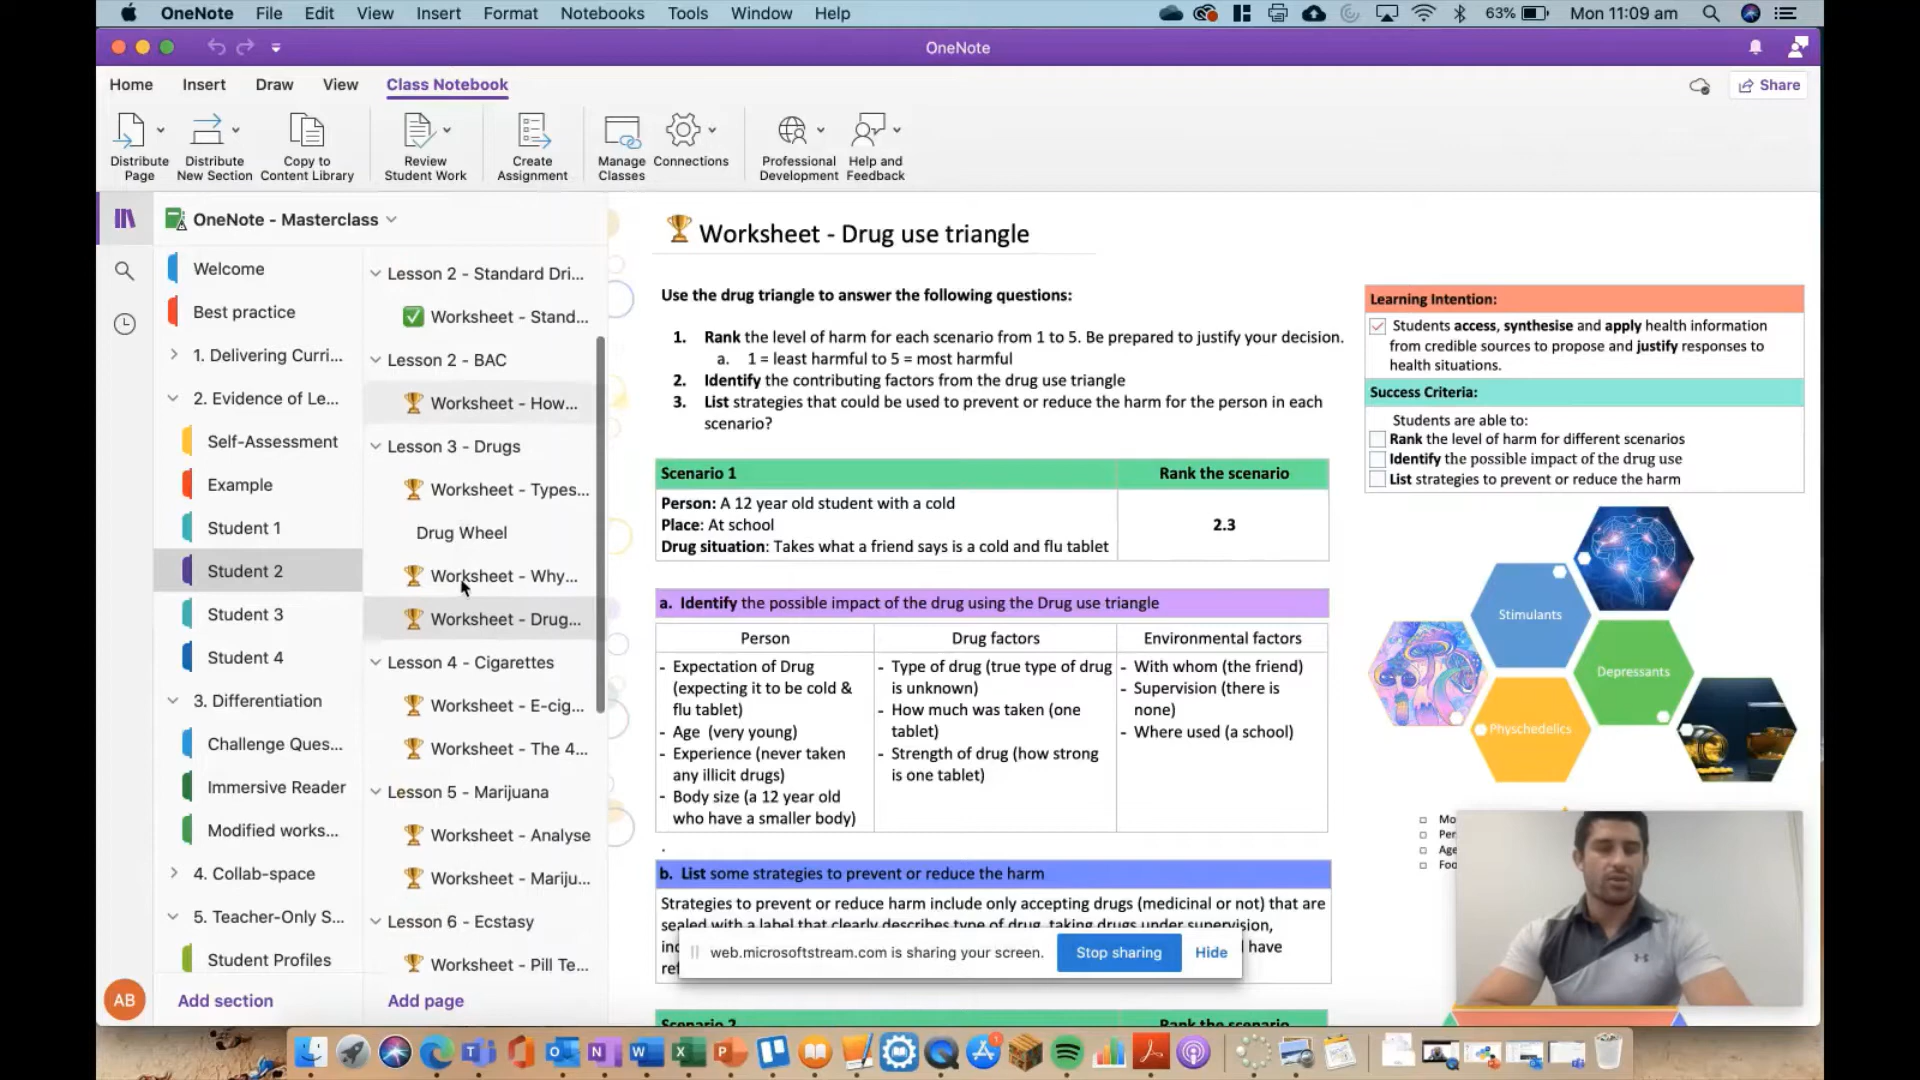 OneNote File Edit View Insert Format Notebooks Tools Window Help 63% Mon 11:09 am
OneNote
Home Insert Draw View Class Notebook Share
Distribute Page
Distribute New Section
Copy to Content Library
Review Student Work
Create Assignment
Manage Classes
Connections
Professional Development
Help and Feedback
OneNote - Masterclass
Welcome
Best practice
1. Delivering Curri...
2. Evidence of Le...
Self-Assessment
Example
Student 1
Student 2
Student 3
Student 4
3. Differentiation
Challenge Ques...
Immersive Reader
Modified works...
4. Collab-space
5. Teacher-Only S...
Student Profiles
Add section
AB
Lesson 2 - Standard Dri...
Worksheet - Stand...
Lesson 2 - BAC
Worksheet - How...
Lesson 3 - Drugs
Worksheet - Types...
Drug Wheel
Worksheet - Why...
Worksheet - Drug...
Lesson 4 - Cigarettes
Worksheet - E-cig...
Worksheet - The 4...
Lesson 5 - Marijuana
Worksheet - Analyse
Worksheet - Mariju...
Lesson 6 - Ecstasy
Worksheet - Pill Te...
Add page
Worksheet - Drug use triangle
Use the drug triangle to answer the following questions:
1. Rank the level of harm for each scenario from 1 to 5. Be prepared to justify your decision.
a. 1 = least harmful to 5 = most harmful
2. Identify the contributing factors from the drug use triangle
3. List strategies that could be used to prevent or reduce the harm for the person in each
scenario?
Scenario 1 Rank the scenario
Person: A 12 year old student with a cold
Place: At school
Drug situation: Takes what a friend says is a cold and flu tablet
2.3
a. Identify the possible impact of the drug using the Drug use triangle
Person Drug factors Environmental factors
- Expectation of Drug
(expecting it to be cold &
flu tablet)
- Age (very young)
- Experience (never taken
any illicit drugs)
- Body size (a 12 year old
who have a smaller body)
- Type of drug (true type of drug
is unknown)
- How much was taken (one
tablet)
- Strength of drug (how strong
is one tablet)
- With whom (the friend)
- Supervision (there is
none)
- Where used (a school)
.
b. List some strategies to prevent or reduce the harm
Strategies to prevent or reduce harm include only accepting drugs (medicinal or not) that are
sealed with a label that clearly describes type of drug, taking drugs under supervision,
have
web.microsoftstream.com is sharing your screen. Stop sharing Hide
Scenario 2 Rank the scenario
Learning Intention:
Students access, synthesise and apply health information
from credible sources to propose and justify responses to
health situations.
Success Criteria:
Students are able to:
Rank the level of harm for different scenarios
Identify the possible impact of the drug use
List strategies to prevent or reduce the harm
Stimulants
Depressants
Physchedelics
Mo
Per
Age
Foo